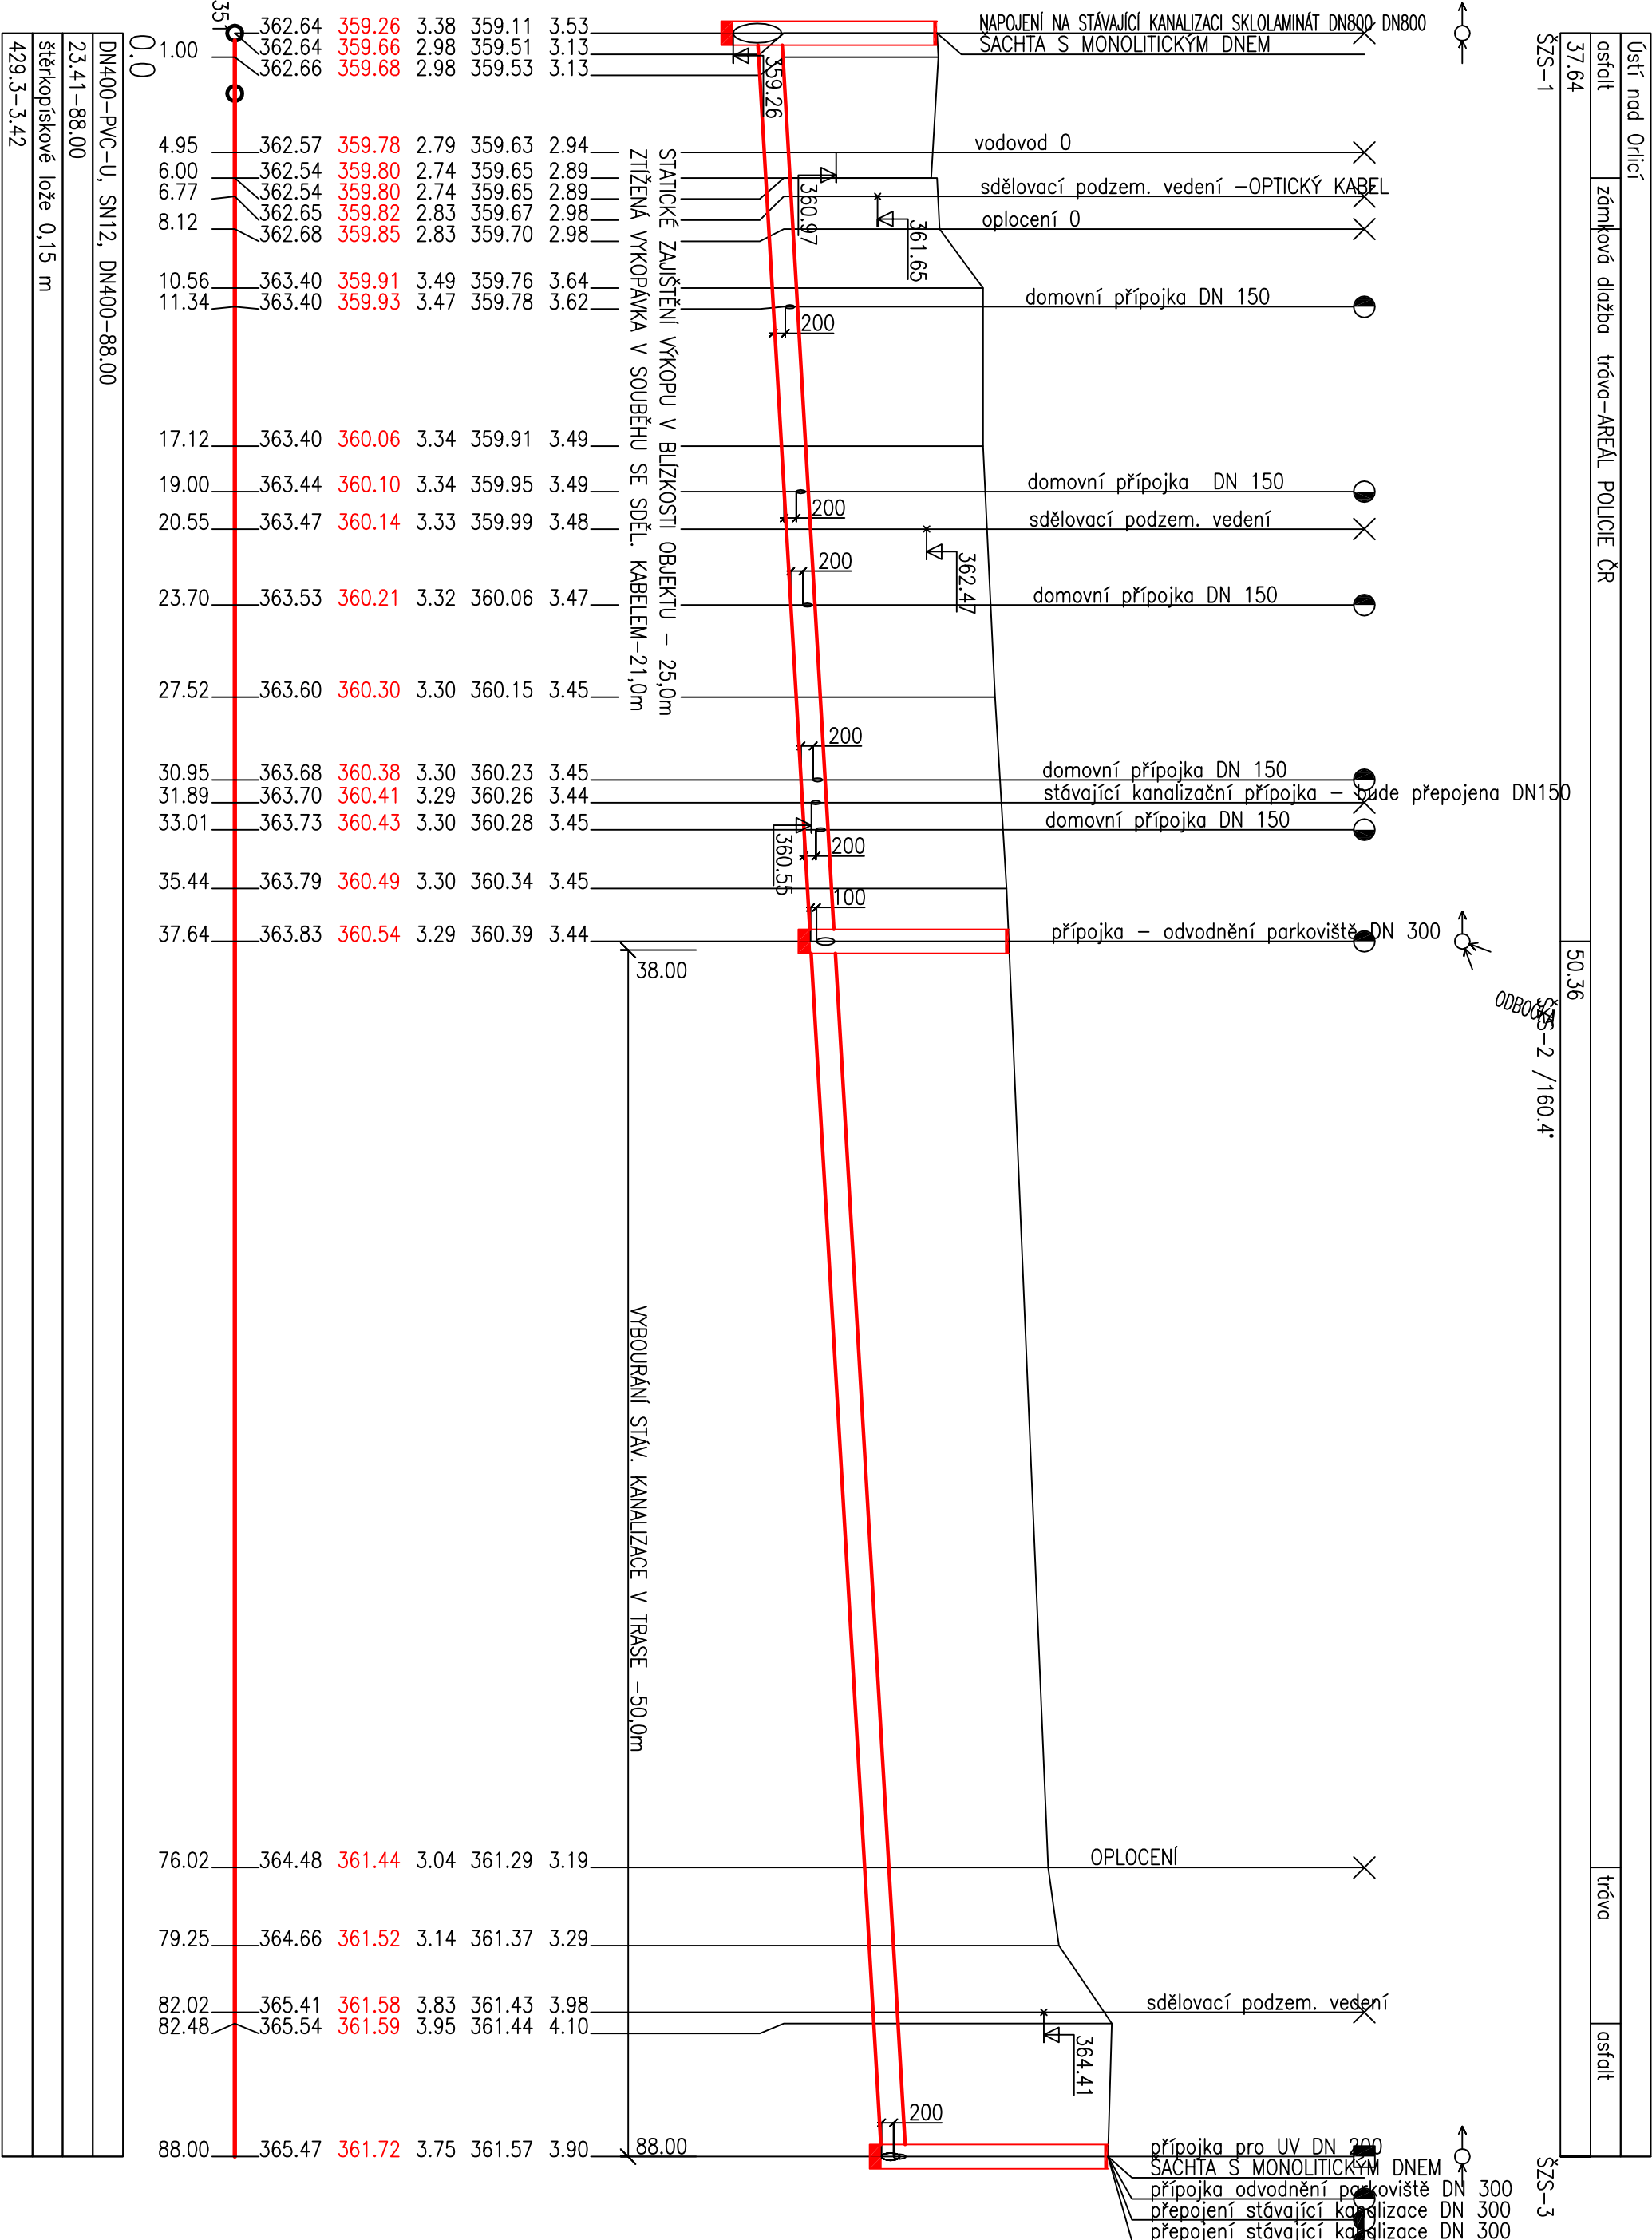 Ústí nad Orlicí
asfalt
zámková dlažba
tráva-AREÁL POLICIE ČR
tráva
asfalt
37.64
50.36
ŠZS-1
ODBOČKA
ŠZS-2 /160.4°
ŠZS-3
NAPOJENÍ NA STÁVAJÍCÍ KANALIZACI SKLOLAMINÁT DN800 DN800
ŠACHTA S MONOLITICKÝM DNEM
vodovod 0
sdělovací podzem. vedení -OPTICKÝ KABEL
oplocení 0
domovní přípojka DN 150
domovní přípojka DN 150
sdělovací podzem. vedení
domovní přípojka DN 150
domovní přípojka DN 150
stávající kanalizační přípojka - bude přepojena DN150
domovní přípojka DN 150
přípojka - odvodnění parkoviště DN 300
OPLOCENÍ
sdělovací podzem. vedení
přípojka pro UV DN 200
ŠACHTA S MONOLITICKÝM DNEM
přípojka odvodnění parkoviště DN 300
přepojení stávající kanalizace DN 300
přepojení stávající kanalizace DN 300
359.26
360.97
361.65
200
200
362.47
200
200
360.55
200
100
364.41
200
STATICKÉ ZAJIŠTĚNÍ VÝKOPU V BLÍZKOSTI OBJEKTU - 25,0m
ZTÍŽENÁ VYKOPÁVKA V SOUBĚHU SE SDĚL. KABELEM-21,0m
38.00
VYBOURÁNÍ STÁV. KANALIZACE V TRASE -50,0m
88.00
35
362.64 359.26 3.38 359.11 3.53
362.64 359.66 2.98 359.51 3.13
1.00 362.66 359.68 2.98 359.53 3.13
4.95 362.57 359.78 2.79 359.63 2.94
6.00 362.54 359.80 2.74 359.65 2.89
6.77 362.54 359.80 2.74 359.65 2.89
362.65 359.82 2.83 359.67 2.98
8.12 362.68 359.85 2.83 359.70 2.98
10.56 363.40 359.91 3.49 359.76 3.64
11.34 363.40 359.93 3.47 359.78 3.62
17.12 363.40 360.06 3.34 359.91 3.49
19.00 363.44 360.10 3.34 359.95 3.49
20.55 363.47 360.14 3.33 359.99 3.48
23.70 363.53 360.21 3.32 360.06 3.47
27.52 363.60 360.30 3.30 360.15 3.45
30.95 363.68 360.38 3.30 360.23 3.45
31.89 363.70 360.41 3.29 360.26 3.44
33.01 363.73 360.43 3.30 360.28 3.45
35.44 363.79 360.49 3.30 360.34 3.45
37.64 363.83 360.54 3.29 360.39 3.44
76.02 364.48 361.44 3.04 361.29 3.19
79.25 364.66 361.52 3.14 361.37 3.29
82.02 365.41 361.58 3.83 361.43 3.98
82.48 365.54 361.59 3.95 361.44 4.10
88.00 365.47 361.72 3.75 361.57 3.90
0.0
DN400-PVC-U, SN12, DN400-88.00
23.41-88.00
štěrkopískové lože 0,15 m
429.3-3.42